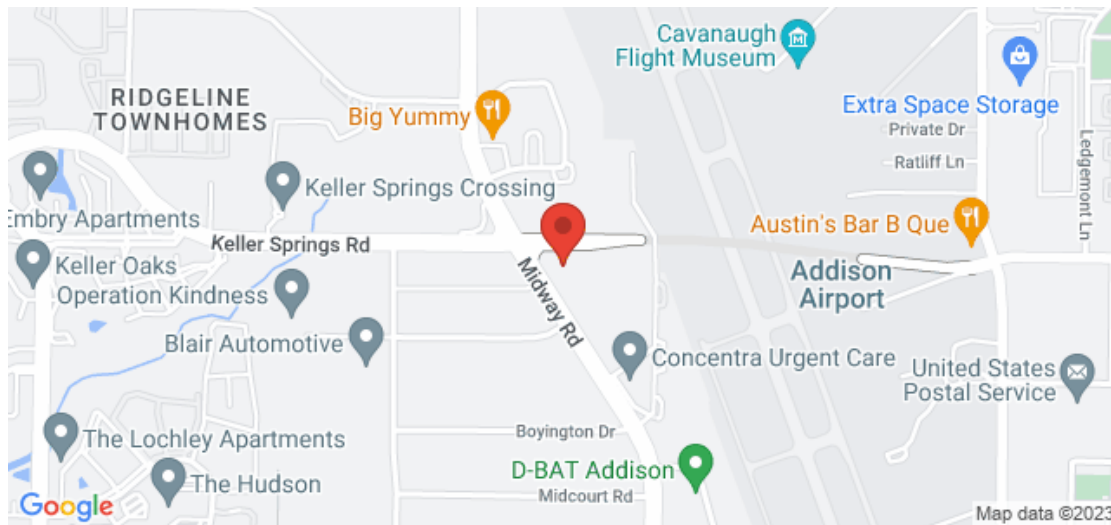 Cavanaugh
Flight Museum
RIDGELINE
TOWNHOMES
Big Yummy
Extra Space Storage
Private Dr
Ratliff Ln
Ledgemont Ln
Keller Springs Crossing
Embry Apartments
Keller Springs Rd
Austin's Bar B Que
Keller Oaks
Operation Kindness
Addison
Airport
Midway Rd
Blair Automotive
Concentra Urgent Care
United States
Postal Service
Boyington Dr
The Lochley Apartments
D-BAT Addison
The Hudson
Midcourt Rd
Google
Map data ©2023